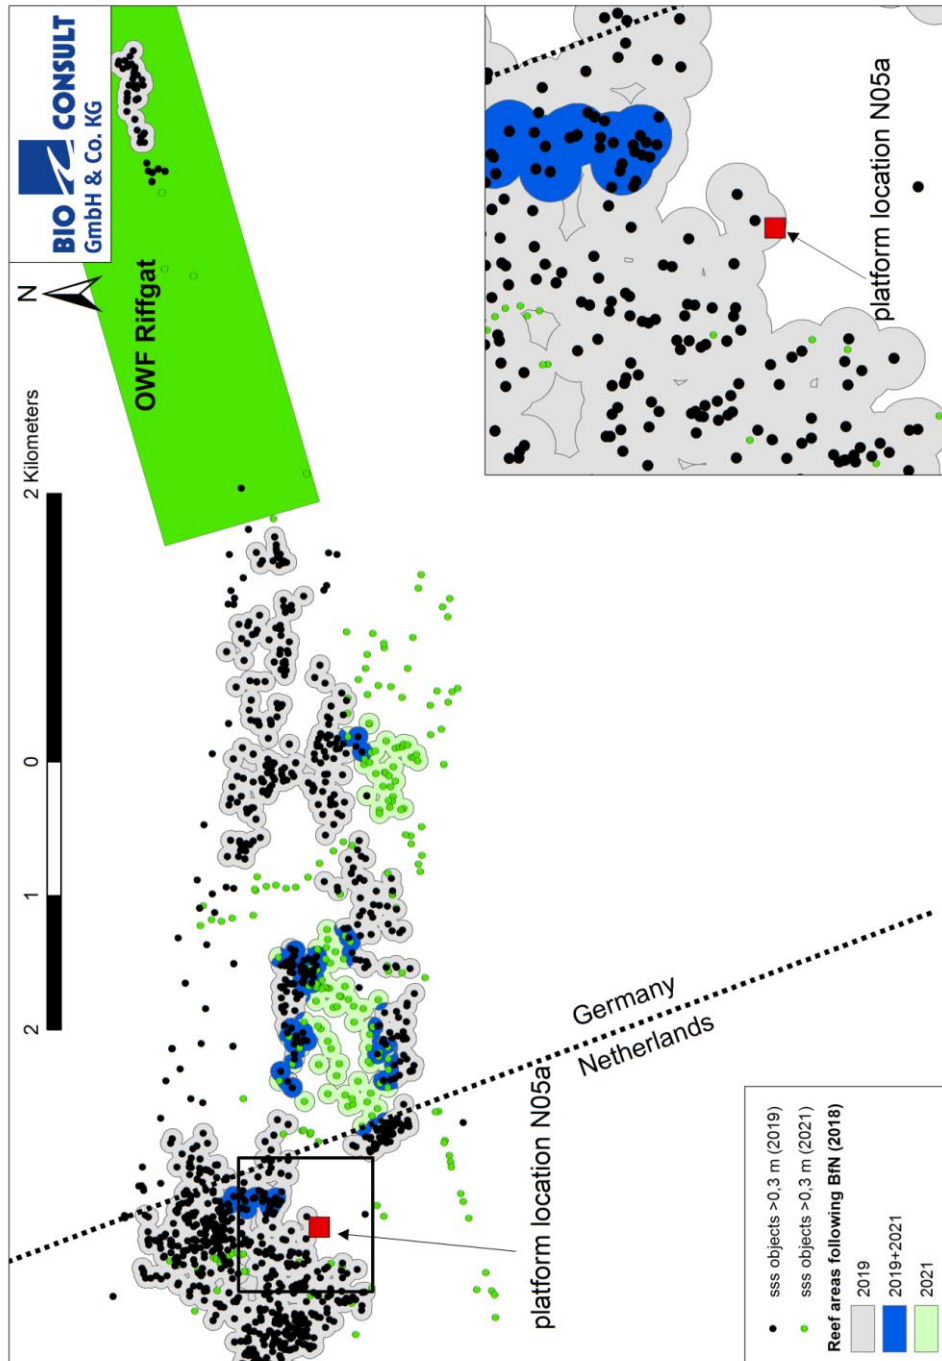 BIO CONSULT
GmbH & Co. KG
N
OWF Riffgat
2 1 0 2 Kilometers
Germany
Netherlands
platform location N05a
platform location N05a
sss objects >0,3 m (2019)
sss objects >0,3 m (2021)
Reef areas following BfN (2018)
2019
2019+2021
2021